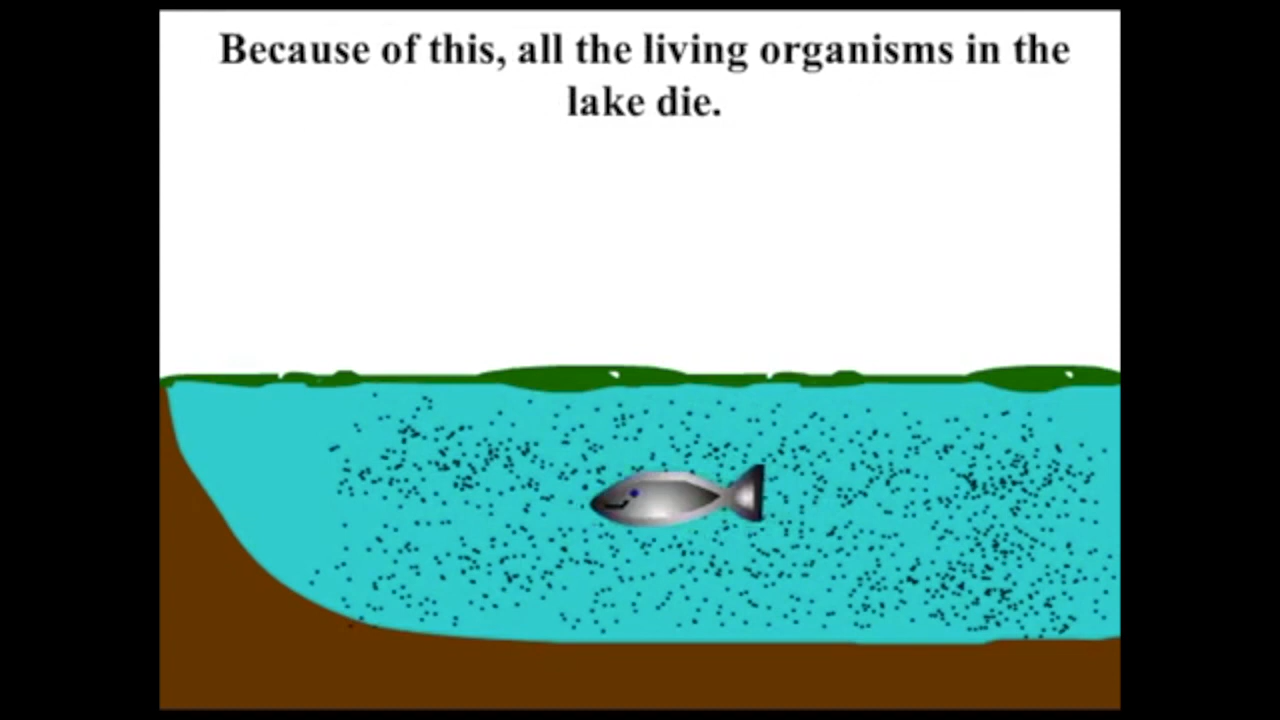 Because of this, all the living organisms in the
lake die.